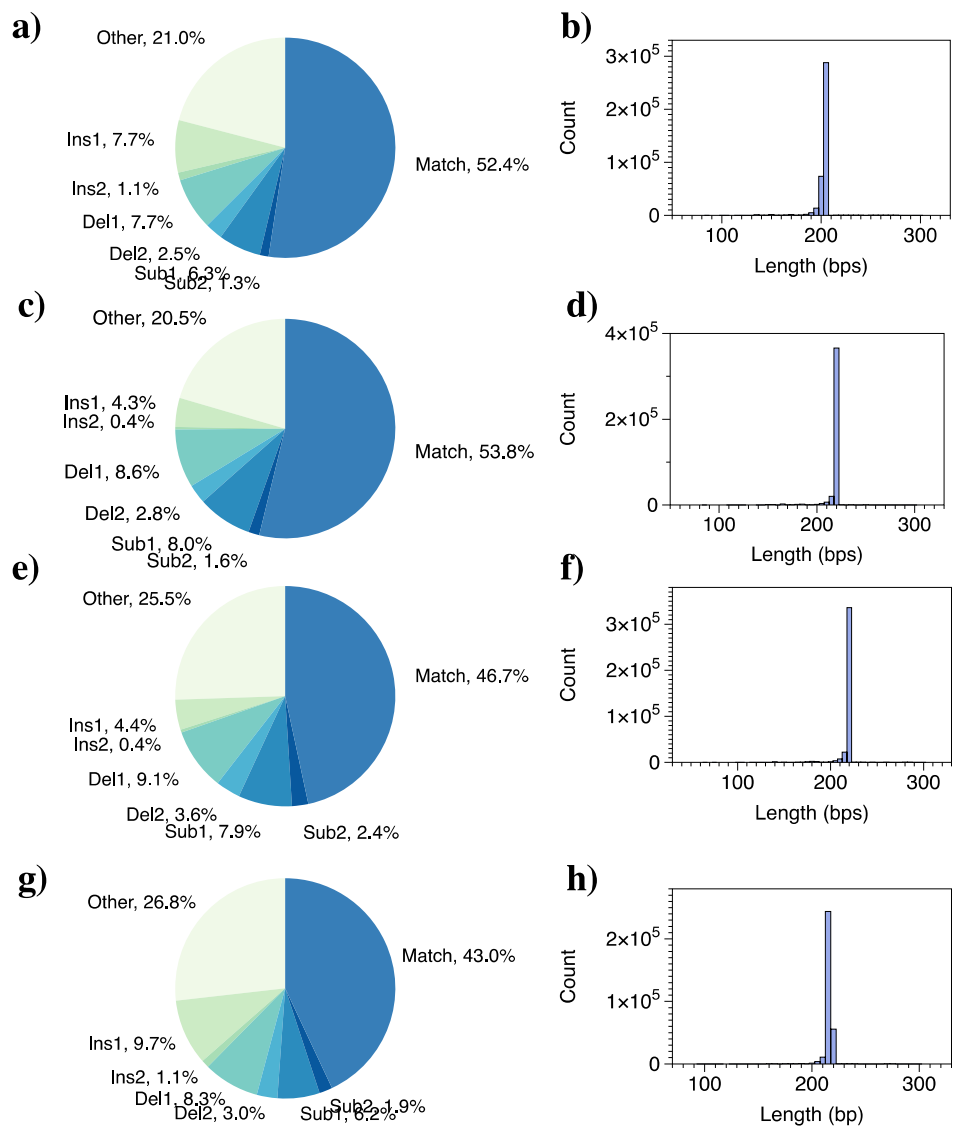 a)
Other, 21.0%
Ins1, 7.7%
Ins2, 1.1%
Del1, 7.7%
Del2, 2.5%
Sub1, 6.3%
Sub2, 1.3%
Match, 52.4%
b)
3×10⁵
2×10⁵
1×10⁵
0
Count
100 200 300
Length (bps)
c)
Other, 20.5%
Ins1, 4.3%
Ins2, 0.4%
Del1, 8.6%
Del2, 2.8%
Sub1, 8.0%
Sub2, 1.6%
Match, 53.8%
d)
4×10⁵
2×10⁵
0
Count
100 200 300
Length (bps)
e)
Other, 25.5%
Ins1, 4.4%
Ins2, 0.4%
Del1, 9.1%
Del2, 3.6%
Sub1, 7.9%
Sub2, 2.4%
Match, 46.7%
f)
3×10⁵
2×10⁵
1×10⁵
0
Count
100 200 300
Length (bps)
g)
Other, 26.8%
Ins1, 9.7%
Ins2, 1.1%
Del1, 8.3%
Del2, 3.0%
Sub1, 6.2%
Sub2, 1.9%
Match, 43.0%
h)
2×10⁵
1×10⁵
0
Count
100 200 300
Length (bp)